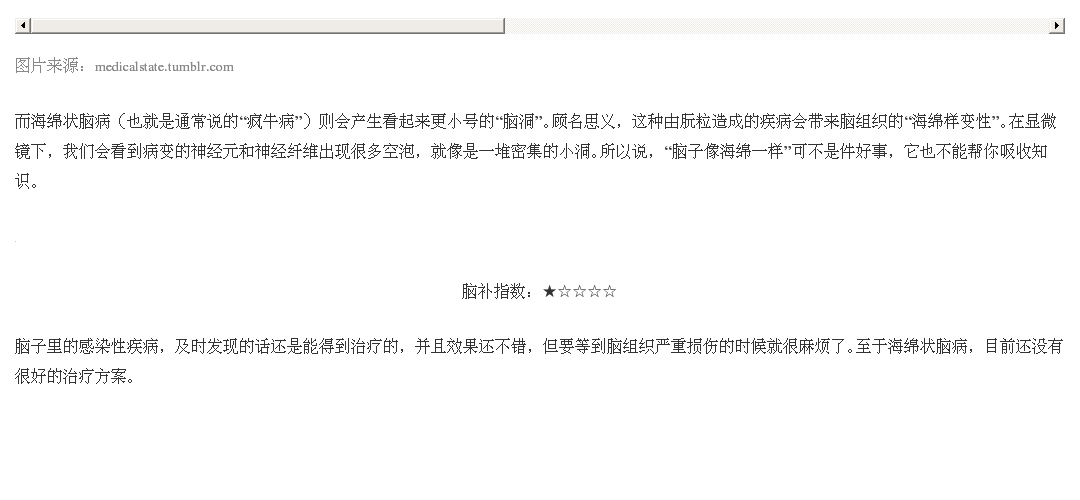 图片来源：medicalstate.tumblr.com
而海绵状脑病（也就是通常说的“疯牛病”）则会产生看起来更小号的“脑洞”。顾名思义，这种由朊粒造成的疾病会带来脑组织的“海绵样变性”。在显微
镜下，我们会看到病变的神经元和神经纤维出现很多空泡，就像是一堆密集的小洞。所以说，“脑子像海绵一样”可不是件好事，它也不能帮你吸收知
识。
脑补指数：★☆☆☆☆
脑子里的感染性疾病，及时发现的话还是能得到治疗的，并且效果还不错，但要等到脑组织严重损伤的时候就很麻烦了。至于海绵状脑病，目前还没有
很好的治疗方案。